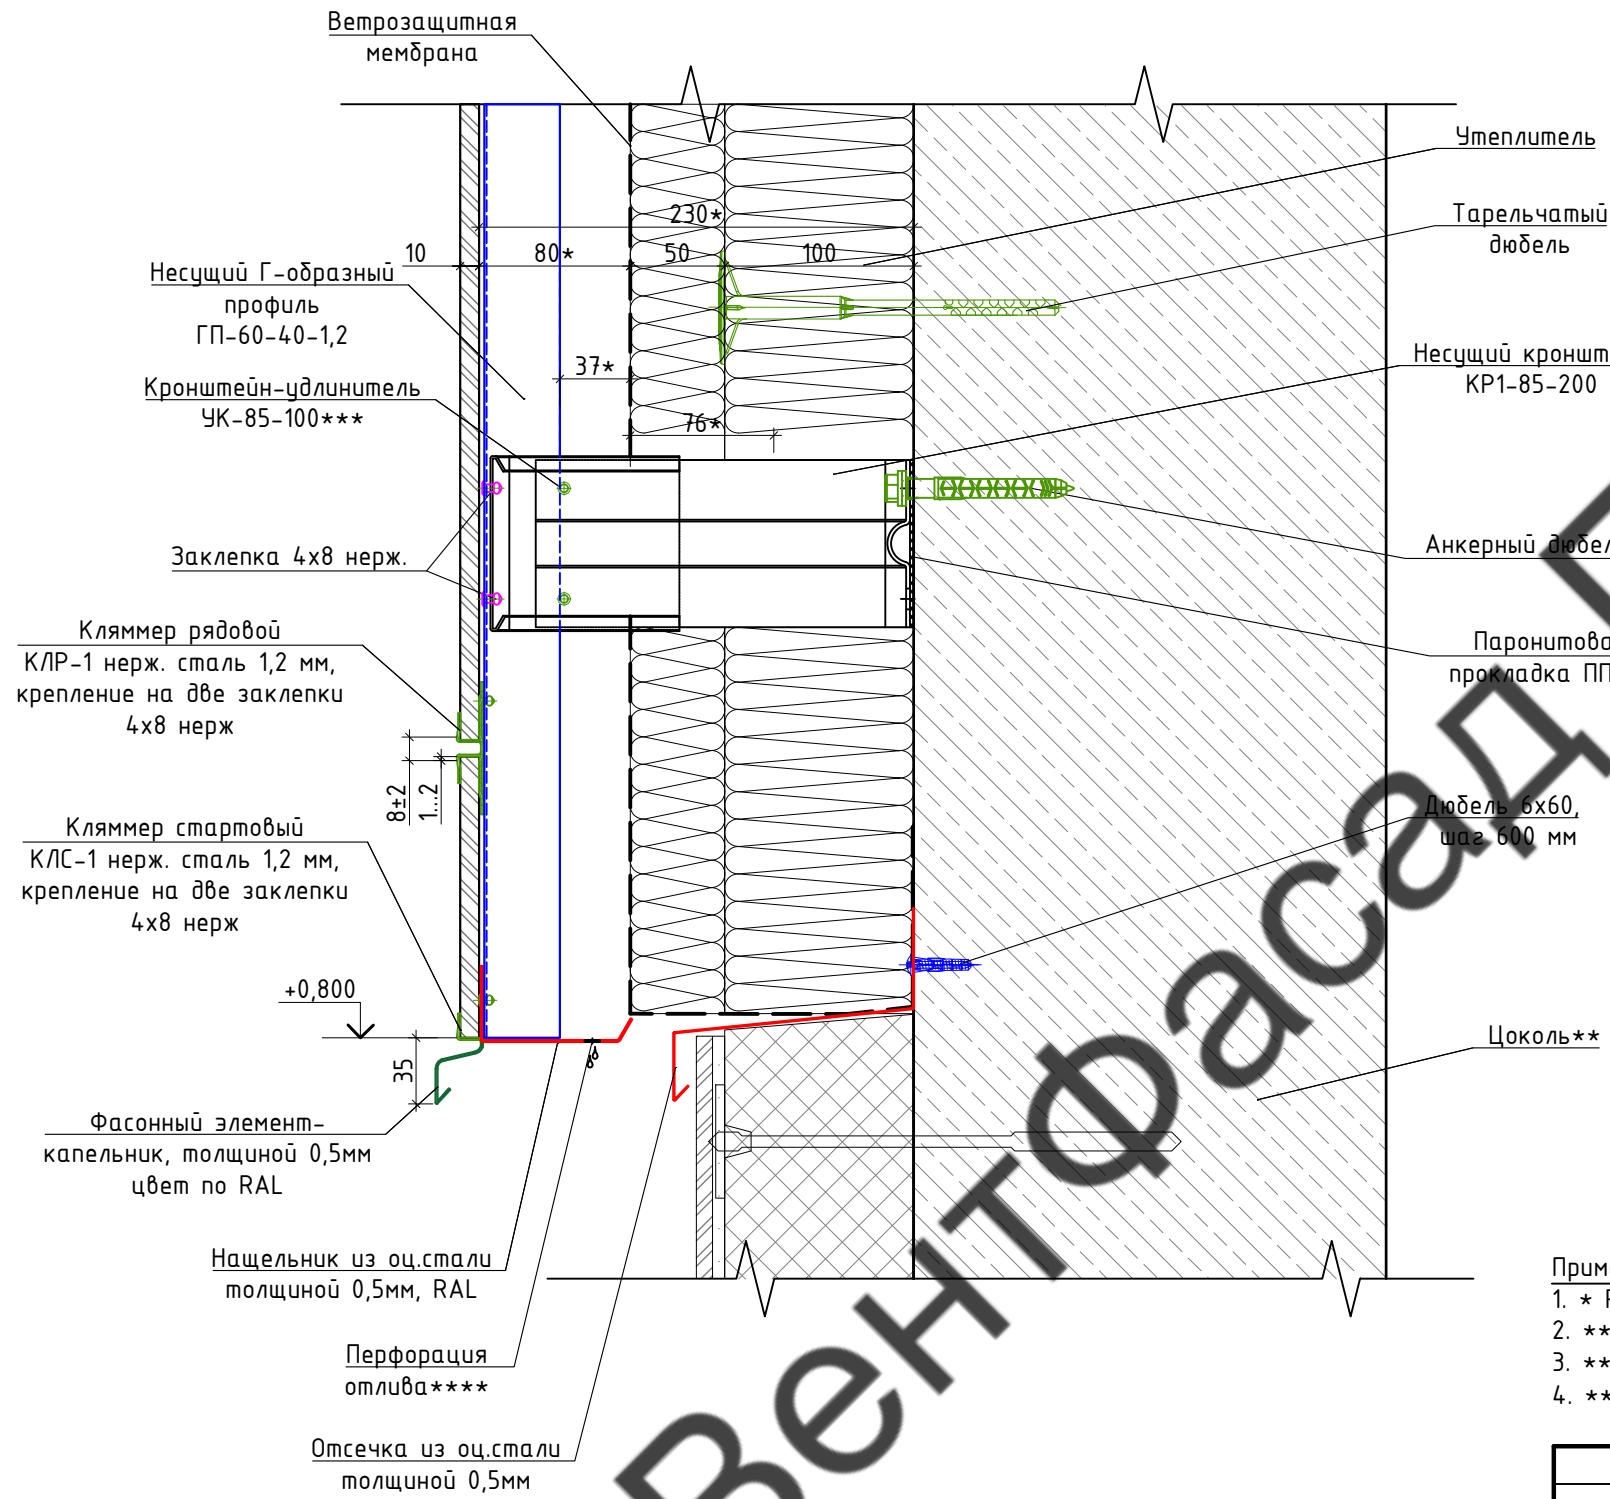 Ветрозащитная
мембрана
Утеплитель
Тарельчатый
дюбель
230*
10
80*
50
100
Несущий Г-образный
профиль
ГП-60-40-1,2
37*
Несущий кроншт
КР1-85-200
Кронштейн-удлинитель
УК-85-100***
76*
Заклепка 4х8 нерж.
Анкерный дюбел
Кляммер рядовой
КЛР-1 нерж. сталь 1,2 мм,
крепление на две заклепки
4х8 нерж
Паронитова
прокладка ПП
8±2
1...2
Дюбель 6х60,
шаг 600 мм
Кляммер стартовый
КЛС-1 нерж. сталь 1,2 мм,
крепление на две заклепки
4х8 нерж
+0,800
35
Цоколь**
Фасонный элемент-
капельник, толщиной 0,5мм
цвет по RAL
Нащельник из оц.стали
толщиной 0,5мм, RAL
Перфорация
отлива****
Отсечка из оц.стали
толщиной 0,5мм
Прим
1. *
2. **
3. **
4. **
ВентФасад